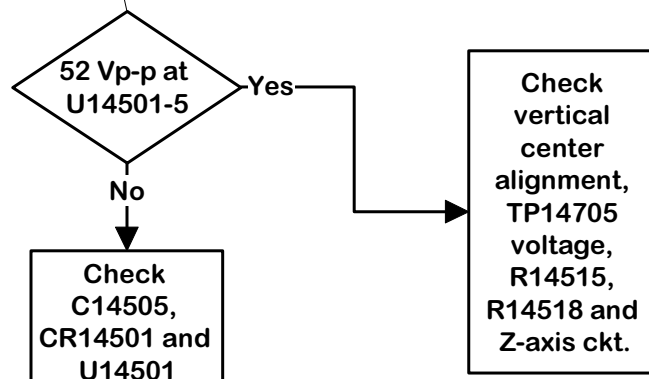 52 Vp-p at
U14501-5
Yes
No
Check
C14505,
CR14501 and
U14501
Check
vertical
center
alignment,
TP14705
voltage,
R14515,
R14518 and
Z-axis ckt.